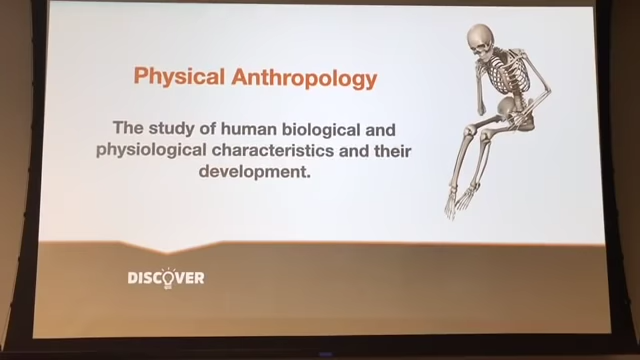 Physical Anthropology
The study of human biological and
physiological characteristics and their
development.
DISCOVER